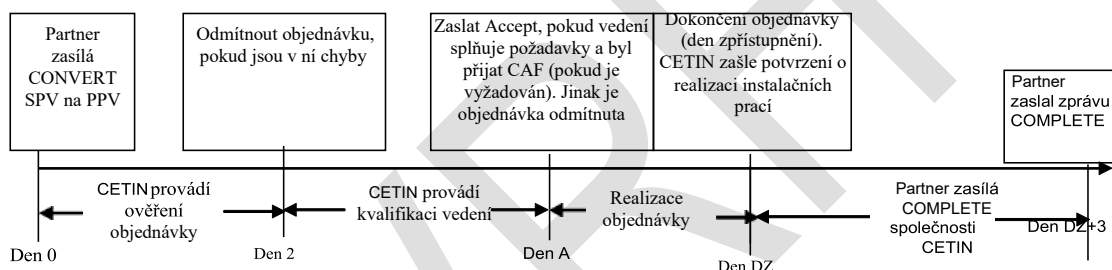 Partner
zasílá
CONVERT
SPV na PPV
Odmítnout objednávku,
pokud jsou v ní chyby
Zaslat Accept, pokud vedení
splňuje požadavky a byl
přijat CAF (pokud je
vyžadován). Jinak je
objednávka odmítnuta
Dokončení objednávky
(den zpřístupnění).
CETIN zašle potvrzení o
realizaci instalačních
prací
Partner
zaslal zprávu
COMPLETE
CETIN provádí
ověření
objednávky
CETIN provádí
kvalifikaci vedení
Realizace
objednávky
Partner zasílá
COMPLETE
společnosti
CETIN
Den 0
Den 2
Den A
Den DZ
Den DZ+3